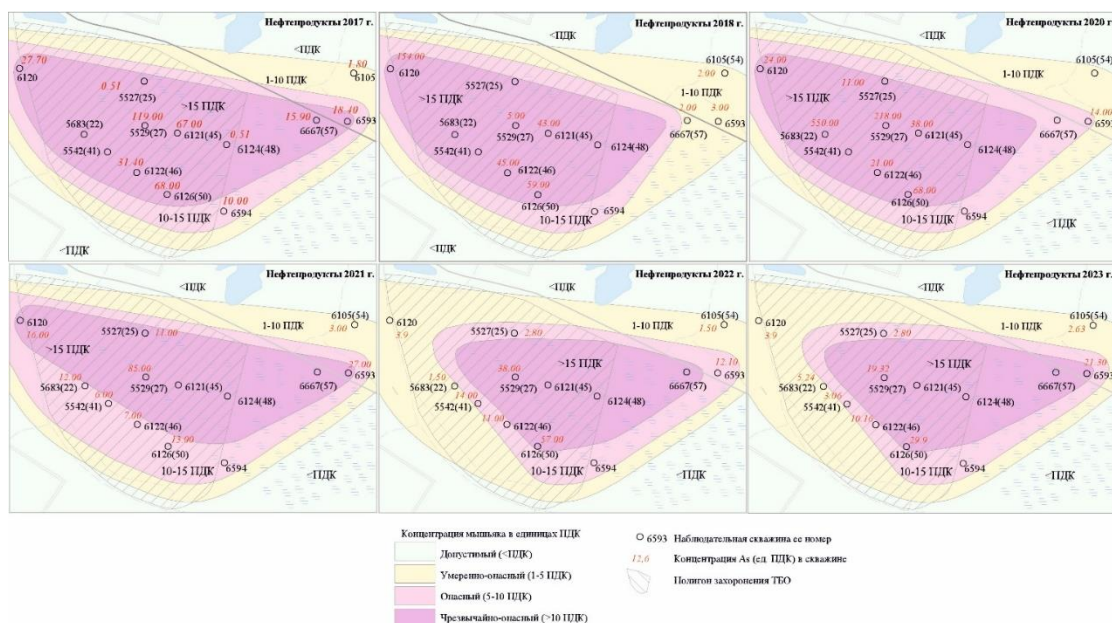 Нефтепродукты 2017 г.
<ПДК
27.70
6120
1.80
6105
1-10 ПДК
0.51
5527(25)
>15 ПДК
119.00
67.00
15.90
18.40
5683(22)
5529(27)
6121(45)
0.51
6667(57)
6593
5542(41)
6124(48)
31.40
6122(46)
68.00
6126(50)
10.00
6594
10-15 ПДК
<ПДК
<ПДК
Нефтепродукты 2018 г.
<ПДК
154.00
6120
6105(54)
2.90
1-10 ПДК
5527(25)
>15 ПДК
5.00
43.00
2.00
3.00
5683(22)
5529(27)
6121(45)
6667(57)
6593
5542(41)
6124(48)
45.00
6122(46)
59.00
6126(50)
6594
10-15 ПДК
<ПДК
<ПДК
Нефтепродукты 2020 г.
<ПДК
24.00
6120
6105(54)
1-10 ПДК
11.00
5527(25)
>15 ПДК
550.00
218.00
38.00
14.00
5683(22)
5529(27)
6121(45)
6667(57)
6593
5542(41)
6124(48)
21.00
6122(46)
68.00
6126(50)
6594
10-15 ПДК
<ПДК
Нефтепродукты 2021 г.
<ПДК
6120
16.00
6105(54)
3.00
1-10 ПДК
11.00
5527(25)
>15 ПДК
12.00
85.00
27.00
5683(22)
5529(27)
6121(45)
6667(57)
6593
6.00
5542(41)
6124(48)
7.00
6122(46)
13.00
6126(50)
6594
10-15 ПДК
<ПДК
Нефтепродукты 2022 г.
<ПДК
6120
3.9
6105(54)
1.50
1-10 ПДК
5527(25)
2.80
>15 ПДК
1.50
38.00
12.10
5683(22)
5529(27)
6121(45)
6667(57)
6593
14.00
5542(41)
6124(48)
11.00
6122(46)
57.00
6126(50)
6594
10-15 ПДК
<ПДК
Нефтепродукты 2023 г.
<ПДК
6120
3.9
6105(54)
2.63
1-10 ПДК
5527(25)
2.80
>15 ПДК
5.24
19.32
21.30
5683(22)
5529(27)
6121(45)
6667(57)
6593
3.06
5542(41)
6124(48)
10.16
6122(46)
29.9
6126(50)
6594
10-15 ПДК
<ПДК
Концентрация мышьяка в единицах ПДК
Допустимый (<ПДК)
Умеренно-опасный (1-5 ПДК)
Опасный (5-10 ПДК)
Чрезвычайно-опасный (>10 ПДК)
6593 Наблюдательная скважина ее номер
12,6 Концентрация As (ед. ПДК) в скважине
Полигон захоронения ТБО